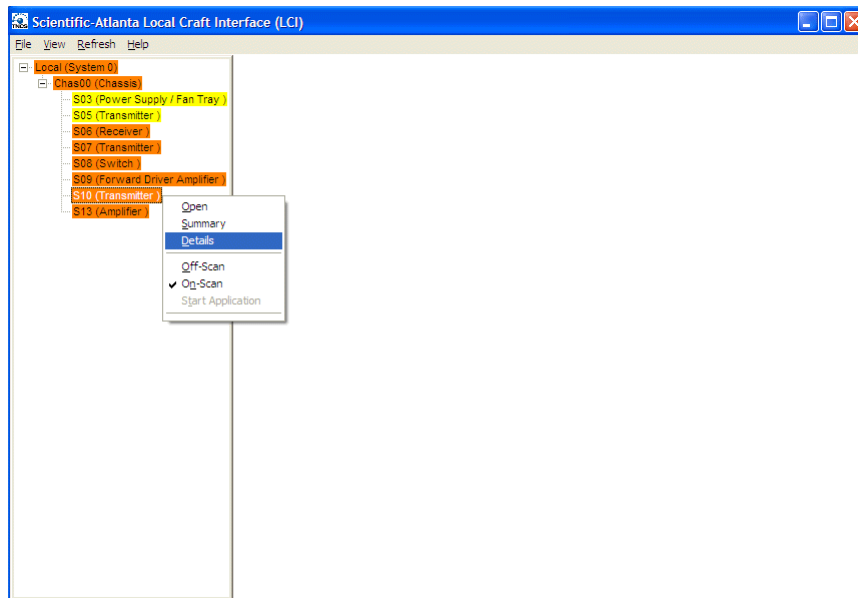 TNCS
Scientific-Atlanta Local Craft Interface (LCI)
File View Refresh Help
Local (System 0)
Chas00 (Chassis)
S03 (Power Supply / Fan Tray )
S05 (Transmitter )
S06 (Receiver )
S07 (Transmitter )
S08 (Switch )
S09 (Forward Driver Amplifier )
S10 (Transmitter )
S13 (Amplifier )
Open
Summary
Details
Off-Scan
On-Scan
Start Application